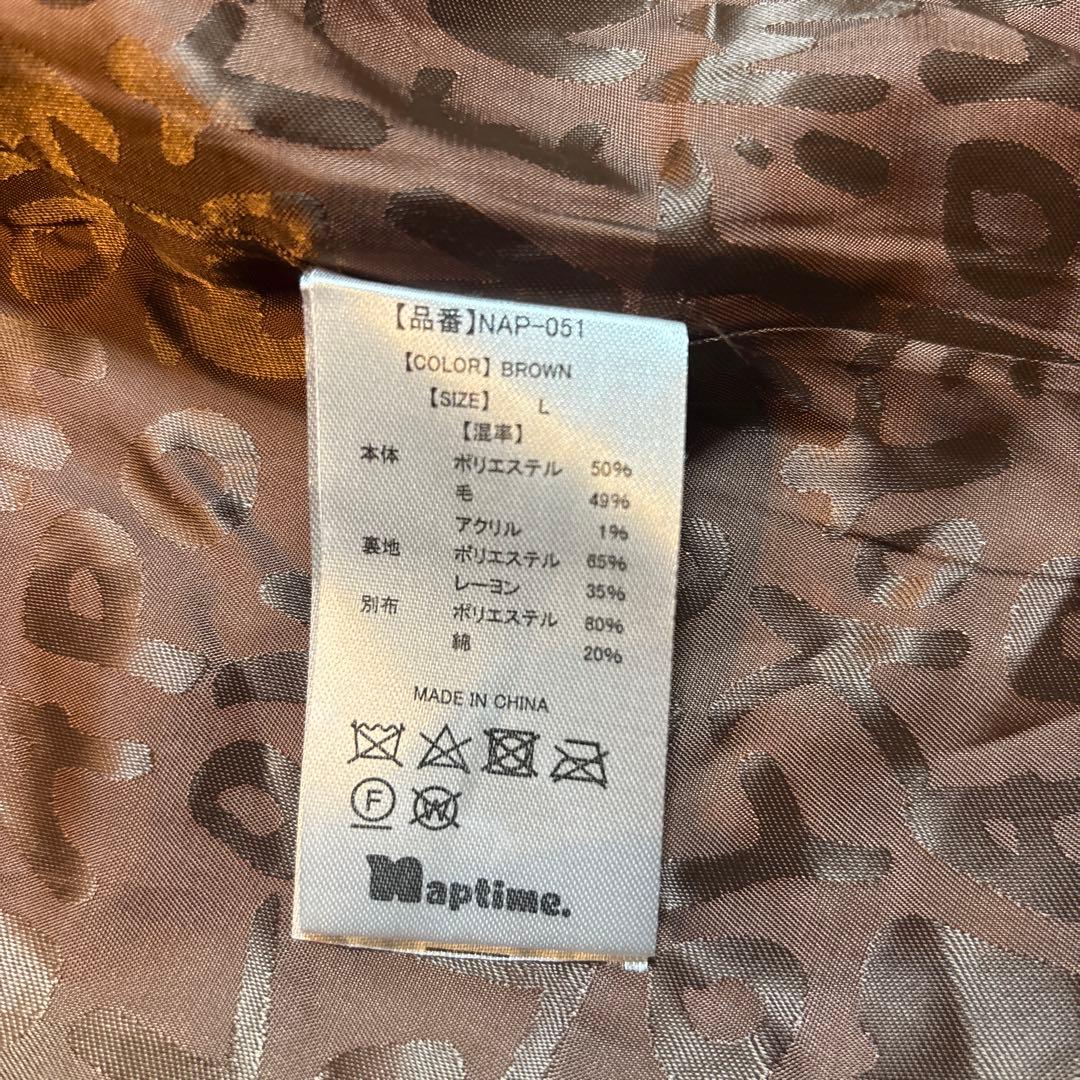 【品番】NAP-051
【COLOR】BROWN
【SIZE】 L
【混率】
本体 ポリエステル 50%
毛 49%
アクリル 1%
裏地 ポリエステル 65%
レーヨン 35%
別布 ポリエステル 80%
綿 20%
MADE IN CHINA
F W
Naptime.